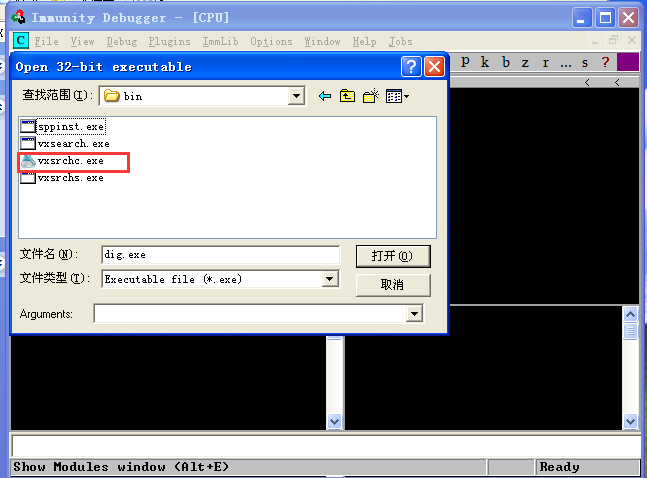 Immunity Debugger - [CPU]
C File View Debug Plugins ImmLib Options Window Help Jobs
Open 32-bit executable
p k b z r ... s ?
查找范围(I): bin
sppinst.exe
vxsearch.exe
vxsrchc.exe
vxsrchs.exe
文件名(N): dig.exe 打开(O)
文件类型(T): Executable file (*.exe) 取消
Arguments:
Show Modules window (Alt+E) Ready